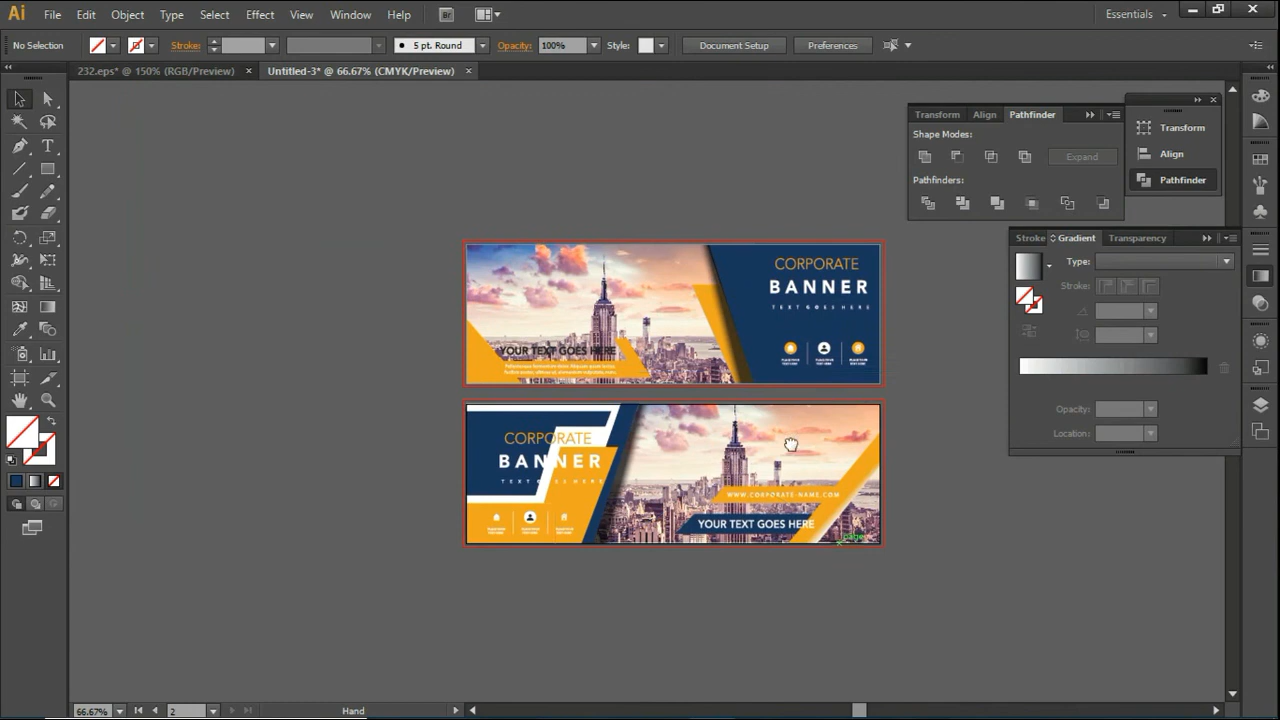 Ai File Edit Object Type Select Effect View Window Help Br Essentials
No Selection Stroke: 5 pt. Round Opacity: 100% Style: Document Setup Preferences
232.eps* @ 150% (RGB/Preview) × Untitled-3* @ 66.67% (CMYK/Preview) ×
Transform Align Pathfinder
Shape Modes:
Expand
Pathfinders:
Transform
Align
Pathfinder
Stroke Gradient Transparency
Type:
Stroke:
Opacity:
Location:
CORPORATE
BANNER
TEXT GOES HERE
YOUR TEXT GOES HERE
CORPORATE
BANNER
TEXT GOES HERE
WWW.CORPORATE-NAME.COM
YOUR TEXT GOES HERE
page
66.67% 2 Hand